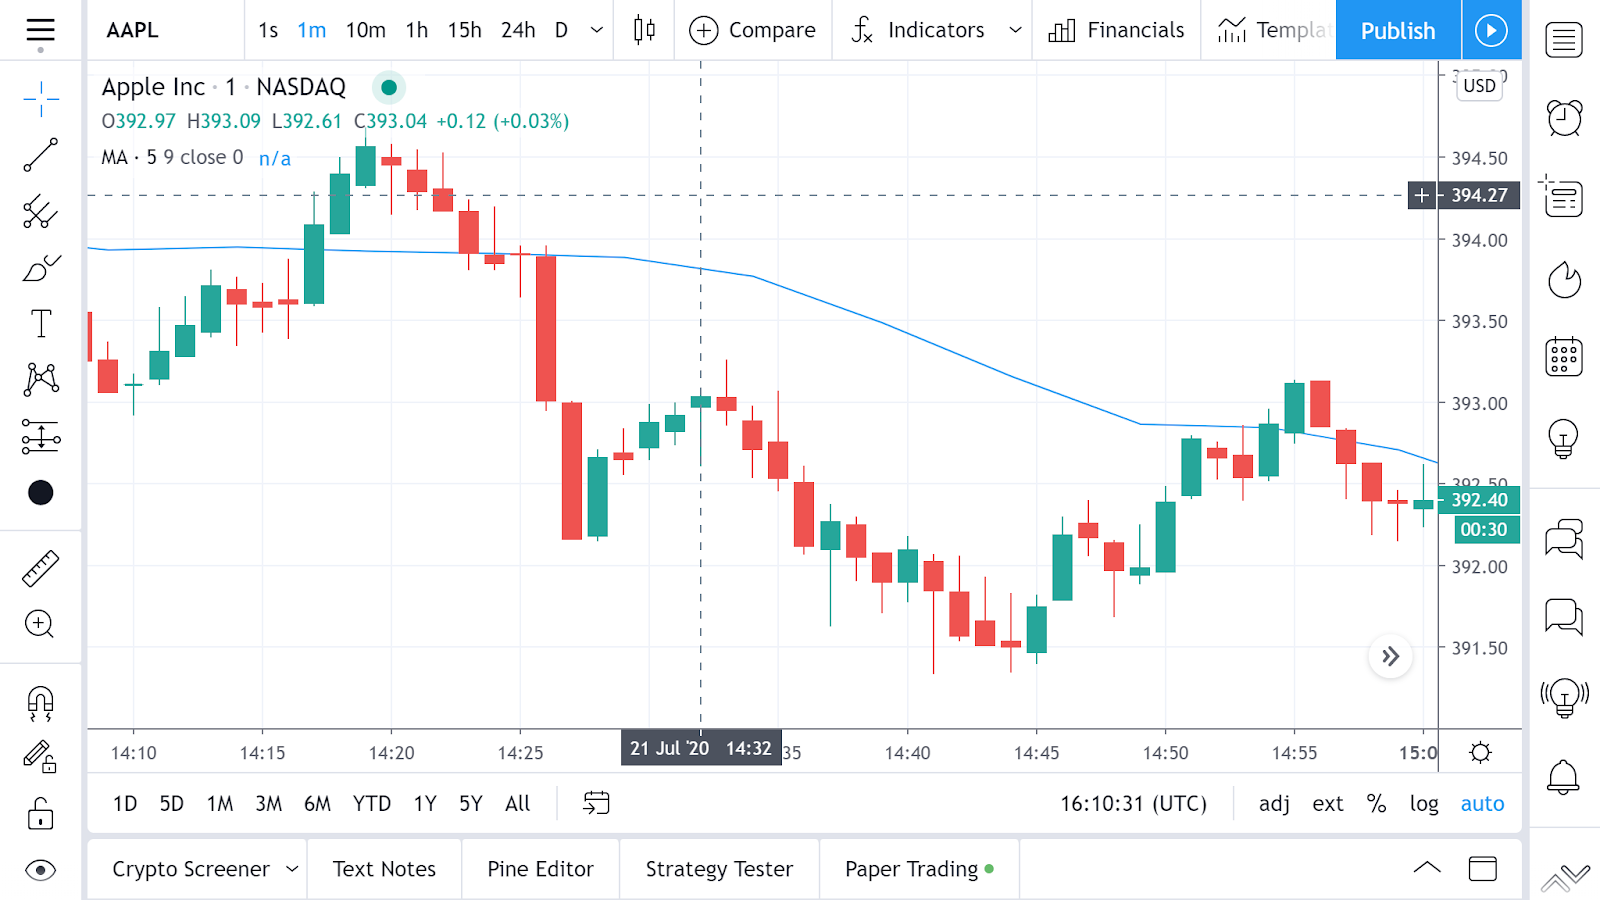 AAPL 1s 1m 10m 1h 15h 24h D Compare Indicators Financials Templat Publish
Apple Inc · 1 · NASDAQ
USD
O392.97 H393.09 L392.61 C393.04 +0.12 (+0.03%)
MA · 5 9 close 0 n/a
394.50
394.27
394.00
393.50
393.00
392.50
392.40
00:30
392.00
391.50
14:10 14:15 14:20 14:25 21 Jul '20 14:32 35 14:40 14:45 14:50 14:55 15:0
1D 5D 1M 3M 6M YTD 1Y 5Y All 16:10:31 (UTC) adj ext % log auto
Crypto Screener Text Notes Pine Editor Strategy Tester Paper Trading
T